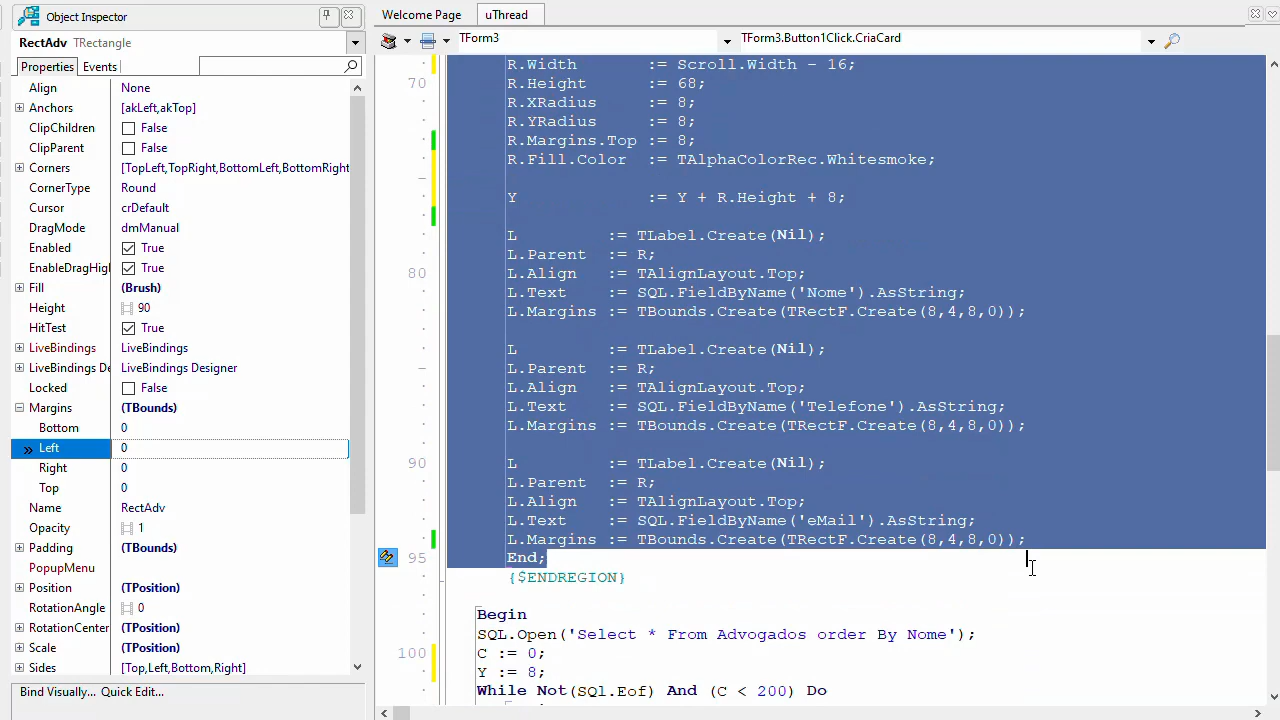 Object Inspector
RectAdv TRectangle
Properties Events
Align None
Anchors [akLeft,akTop]
ClipChildren False
ClipParent False
Corners [TopLeft,TopRight,BottomLeft,BottomRight
CornerType Round
Cursor crDefault
DragMode dmManual
Enabled True
EnableDragHigl True
Fill (Brush)
Height 90
HitTest True
LiveBindings LiveBindings
LiveBindings De LiveBindings Designer
Locked False
Margins (TBounds)
Bottom 0
Left 0
Right 0
Top 0
Name RectAdv
Opacity 1
Padding (TBounds)
PopupMenu
Position (TPosition)
RotationAngle 0
RotationCenter (TPosition)
Scale (TPosition)
Sides [Top,Left,Bottom,Right]
Bind Visually... Quick Edit...
Welcome Page uThread
TForm3 TForm3.Button1Click.CriaCard
R.Width := Scroll.Width - 16;
70 R.Height := 68;
R.XRadius := 8;
R.YRadius := 8;
R.Margins.Top := 8;
R.Fill.Color := TAlphaColorRec.Whitesmoke;
Y := Y + R.Height + 8;
L := TLabel.Create(Nil);
L.Parent := R;
80 L.Align := TAlignLayout.Top;
L.Text := SQL.FieldByName('Nome').AsString;
L.Margins := TBounds.Create(TRectF.Create(8,4,8,0));
L := TLabel.Create(Nil);
L.Parent := R;
L.Align := TAlignLayout.Top;
L.Text := SQL.FieldByName('Telefone').AsString;
L.Margins := TBounds.Create(TRectF.Create(8,4,8,0));
90 L := TLabel.Create(Nil);
L.Parent := R;
L.Align := TAlignLayout.Top;
L.Text := SQL.FieldByName('eMail').AsString;
L.Margins := TBounds.Create(TRectF.Create(8,4,8,0));
95 End;
{$ENDREGION}
Begin
SQL.Open('Select * From Advogados order By Nome');
100 C := 0;
Y := 8;
While Not(SQl.Eof) And (C < 200) Do